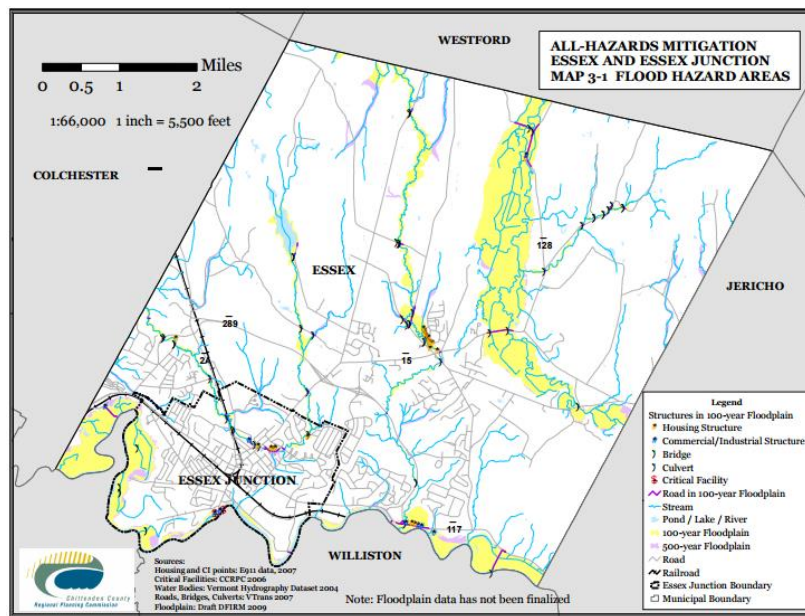 WESTFORD
ALL-HAZARDS MITIGATION
ESSEX AND ESSEX JUNCTION
MAP 3-1 FLOOD HAZARD AREAS
Miles
0 0.5 1 2
1:66,000 1 inch = 5,500 feet
COLCHESTER
128
ESSEX
JERICHO
289
2A
15
ESSEX JUNCTION
117
WILLISTON
Legend
Structures in 100-year Floodplain
Housing Structure
Commercial/Industrial Structure
Bridge
Culvert
Critical Facility
Road in 100-year Floodplain
Stream
Pond / Lake / River
100-year Floodplain
500-year Floodplain
Road
Railroad
Essex Junction Boundary
Municipal Boundary
Chittenden County
Regional Planning Commission
Sources:
Housing and CI points: E911 data, 2007
Critical Facilities: CCRPC 2006
Water Bodies: Vermont Hydrography Dataset 2004
Roads, Bridges, Culverts: VTrans 2007
Floodplain: Draft DFIRM 2009
Note: Floodplain data has not been finalized